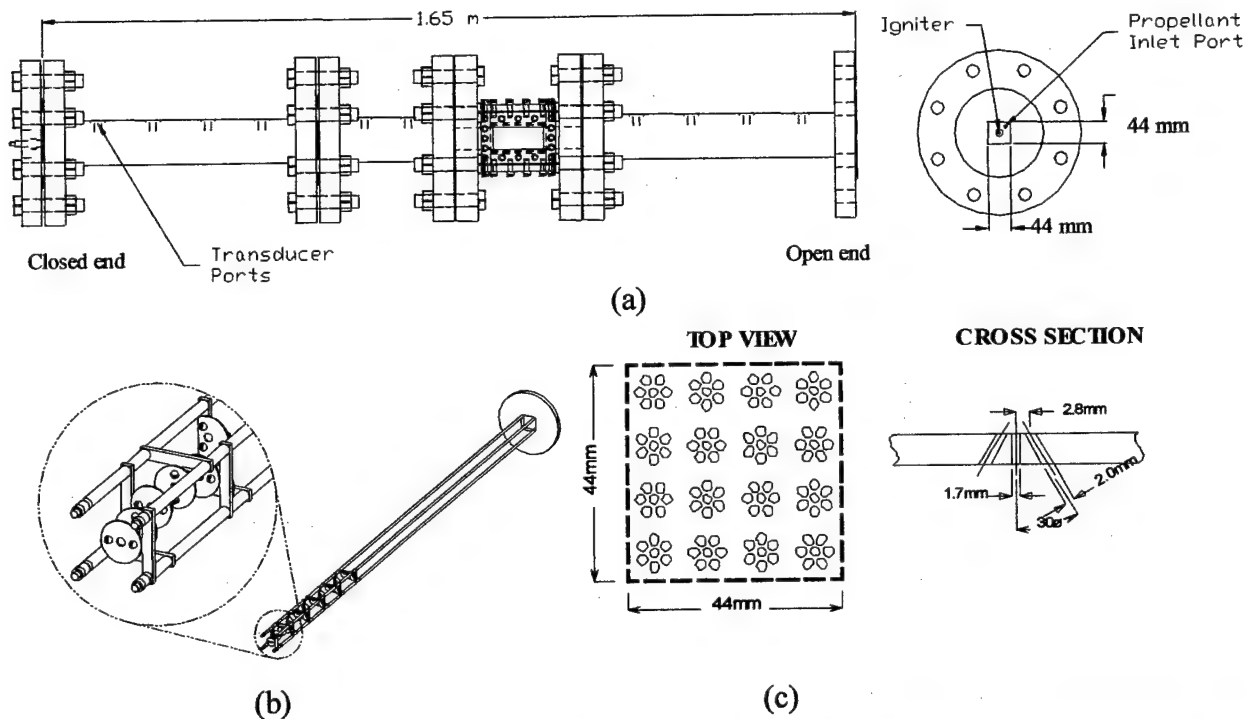 1.65 m
Igniter
Propellant
Inlet Port
44 mm
44 mm
Closed end
Transducer
Ports
Open end
(a)
TOP VIEW
CROSS SECTION
44mm
44mm
2.8mm
1.7mm
2.0mm
30ø
(b)
(c)